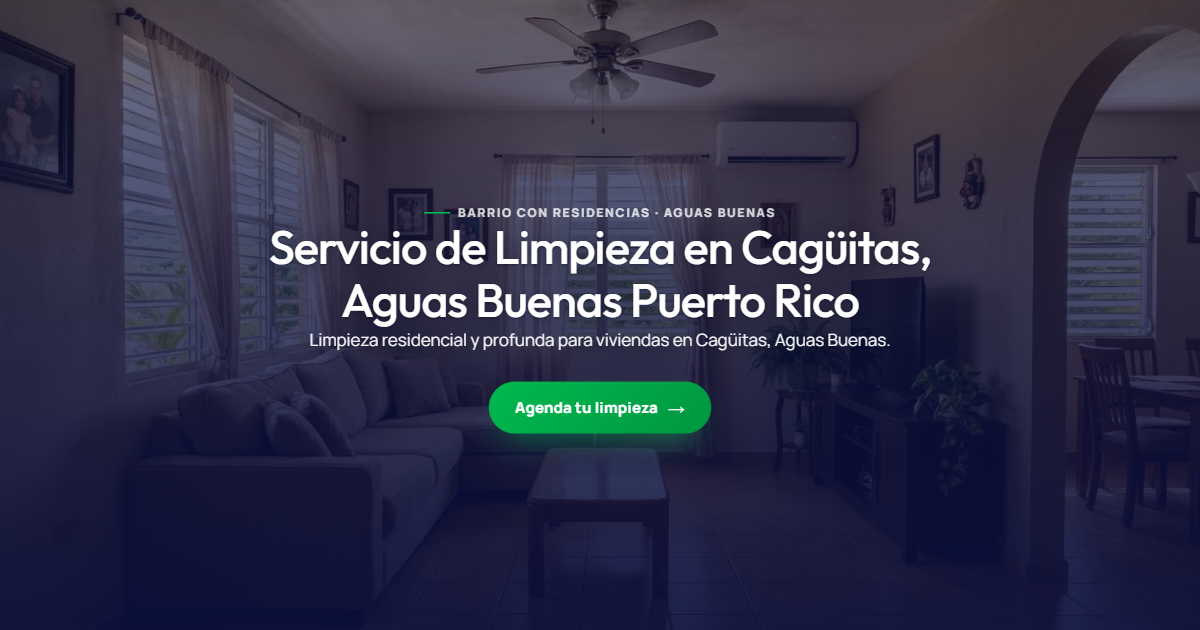 BARRIO CON RESIDENCIAS · AGUAS BUENAS
Servicio de Limpieza en Cagüitas,
Aguas Buenas Puerto Rico
Limpieza residencial y profunda para viviendas en Cagüitas, Aguas Buenas.
Agenda tu limpieza →